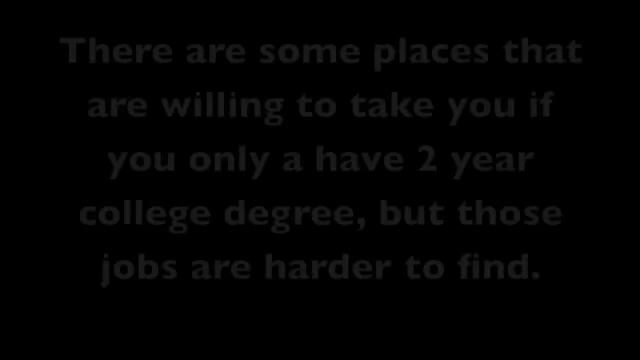 There are some places that
are willing to take you if
you only a have 2 year
college degree, but those
jobs are harder to find.